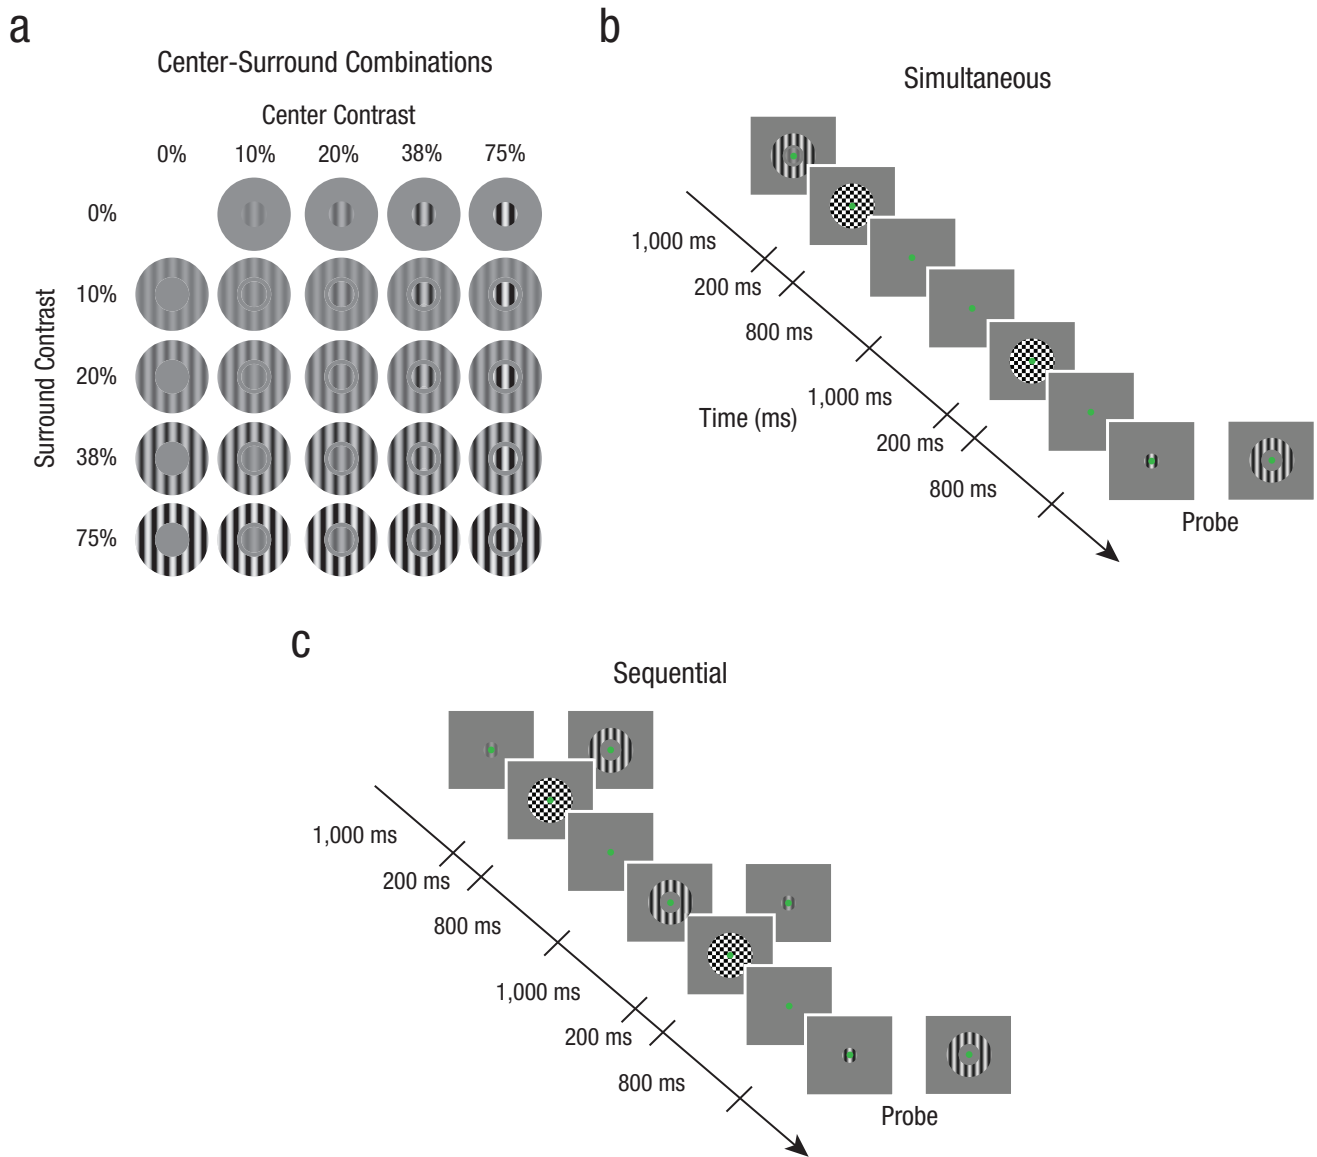 a
Center-Surround Combinations
Center Contrast
0% 10% 20% 38% 75%
Surround Contrast
0%
10%
20%
38%
75%
b
Simultaneous
1,000 ms
200 ms
800 ms
1,000 ms
200 ms
800 ms
Time (ms)
Probe
c
Sequential
1,000 ms
200 ms
800 ms
1,000 ms
200 ms
800 ms
Probe